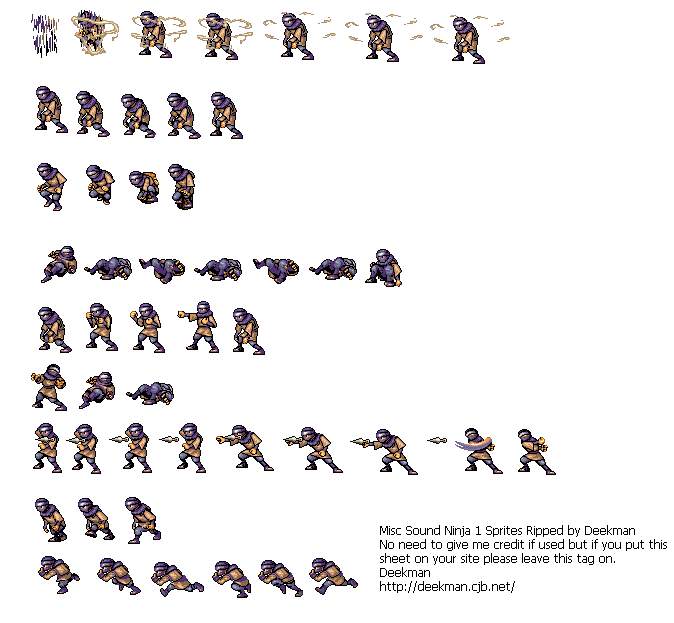 Misc Sound Ninja 1 Sprites Ripped by Deekman
No need to give me credit if used but if you put this
sheet on your site please leave this tag on.
Deekman
http://deekman.cjb.net/